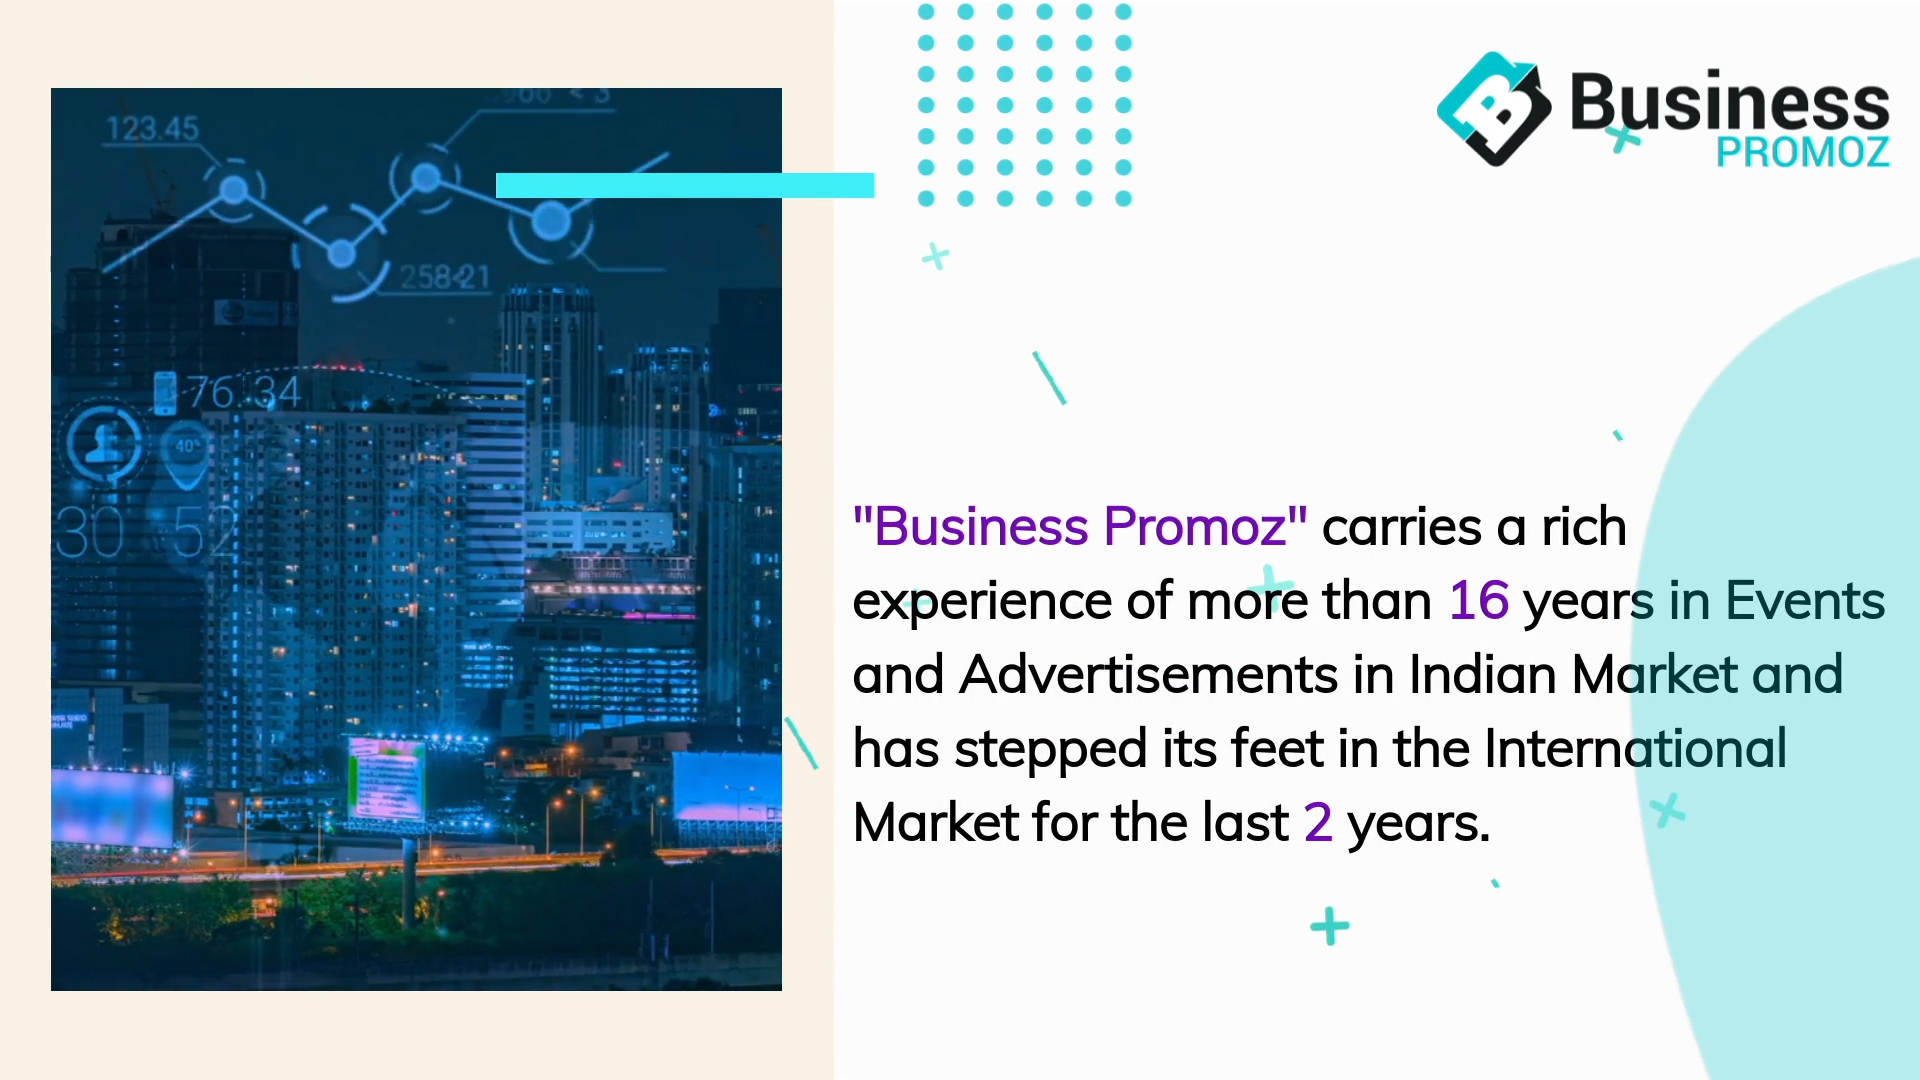 123.45
258
21
76.34
40
30
52
Business
PROMOZ
"Business Promoz" carries a rich
experience of more than 16 years in Events
and Advertisements in Indian Market and
has stepped its feet in the International
Market for the last 2 years.